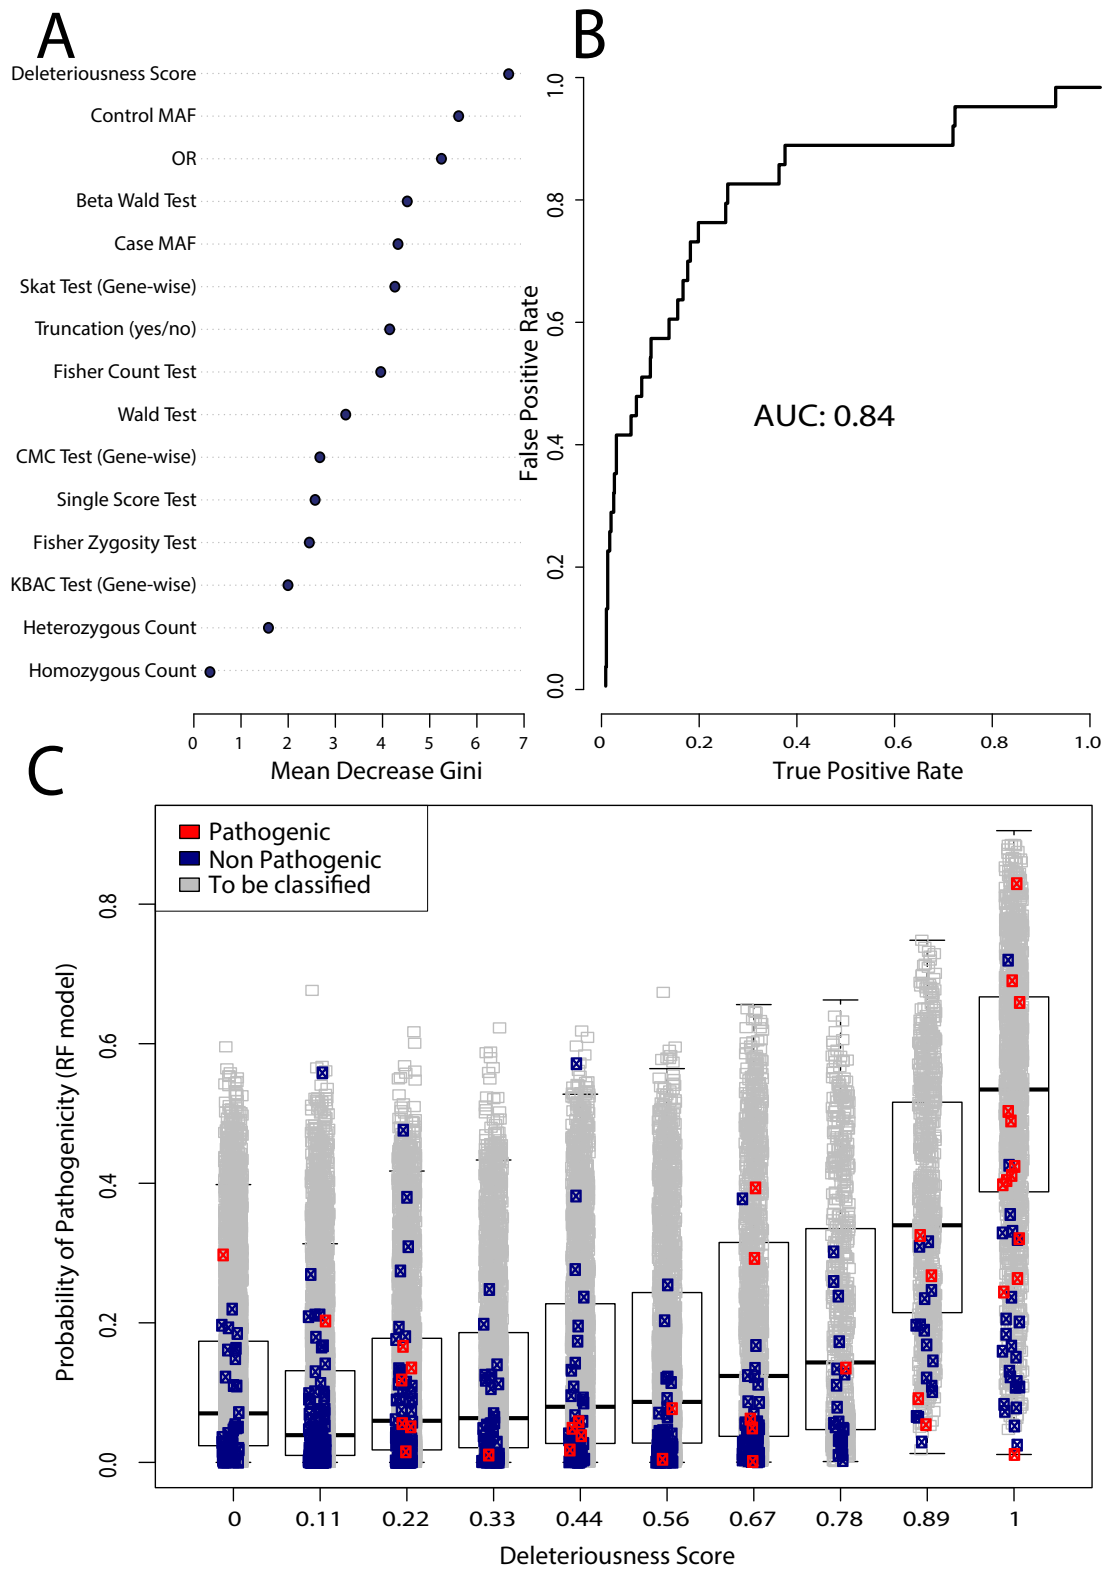 A
Deleteriousness Score
Control MAF
OR
Beta Wald Test
Case MAF
Skat Test (Gene-wise)
Truncation (yes/no)
Fisher Count Test
Wald Test
CMC Test (Gene-wise)
Single Score Test
Fisher Zygosity Test
KBAC Test (Gene-wise)
Heterozygous Count
Homozygous Count
0 1 2 3 4 5 6 7
Mean Decrease Gini
B
False Positive Rate
1.0
0.8
0.6
0.4
0.2
0.0
AUC: 0.84
0 0.2 0.4 0.6 0.8 1.0
True Positive Rate
C
Pathogenic
Non Pathogenic
To be classified
Probability of Pathogenicity (RF model)
0.8
0.6
0.4
0.2
0.0
0 0.11 0.22 0.33 0.44 0.56 0.67 0.78 0.89 1
Deleteriousness Score